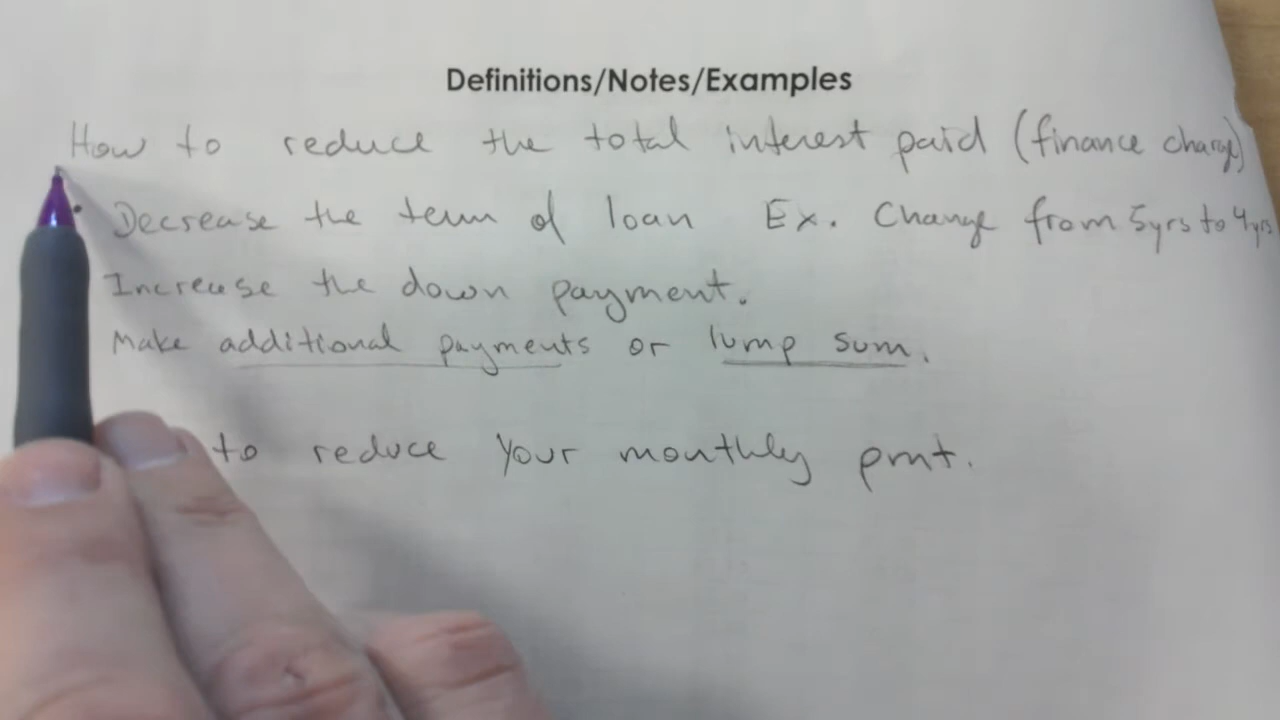 Definitions/Notes/Examples
How to reduce the total interest paid (finance charge)
• Decrease the term of loan Ex. Change from 5yrs to 4yrs
Increase the down payment.
Make additional payments or lump sum.
to reduce your monthly pmt.